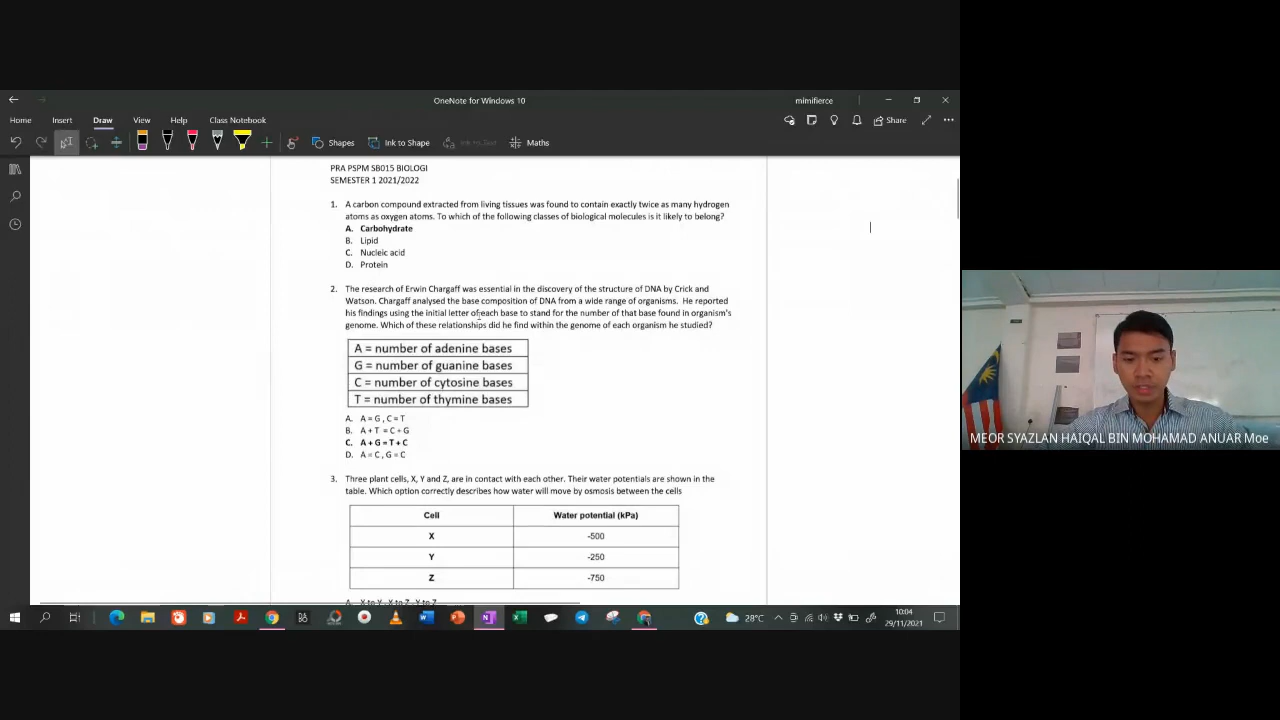 OneNote for Windows 10
mimifierce
Home
Insert
Draw
View
Help
Class Notebook
Share
Shapes
Ink to Shape
Ink to Text
Maths
PRA PSPM SB015 BIOLOGI
SEMESTER 1 2021/2022
1. A carbon compound extracted from living tissues was found to contain exactly twice as many hydrogen
atoms as oxygen atoms. To which of the following classes of biological molecules is it likely to belong?
A. Carbohydrate
B. Lipid
C. Nucleic acid
D. Protein
2. The research of Erwin Chargaff was essential in the discovery of the structure of DNA by Crick and
Watson. Chargaff analysed the base composition of DNA from a wide range of organisms. He reported
his findings using the initial letter of each base to stand for the number of that base found in organism's
genome. Which of these relationships did he find within the genome of each organism he studied?
A = number of adenine bases
G = number of guanine bases
C = number of cytosine bases
T = number of thymine bases
A. A = G , C = T
B. A + T = C + G
C. A + G = T + C
D. A = C , G = C
3. Three plant cells, X, Y and Z, are in contact with each other. Their water potentials are shown in the
table. Which option correctly describes how water will move by osmosis between the cells
Cell Water potential (kPa)
X -500
Y -250
Z -750
A. X to Y , X to Z , Y to Z
MEOR SYAZLAN HAIQAL BIN MOHAMAD ANUAR Moe
28°C
10:04
29/11/2021